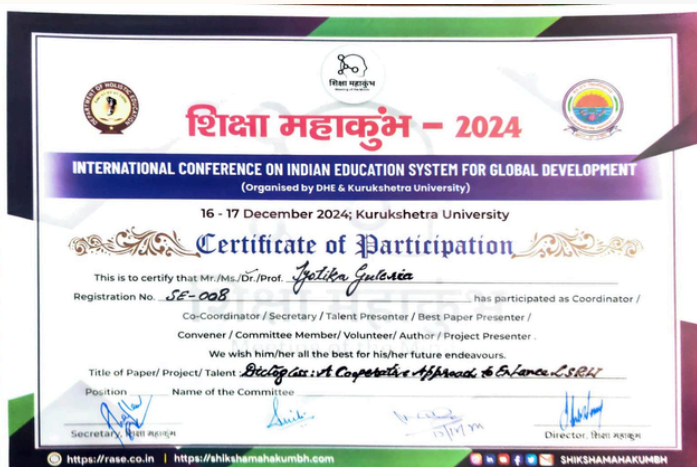 शिक्षा महाकुंभ
DEPARTMENT OF HOLISTIC EDUCATION
शिक्षा महाकुंभ - 2024
INTERNATIONAL CONFERENCE ON INDIAN EDUCATION SYSTEM FOR GLOBAL DEVELOPMENT
(Organised by DHE & Kurukshetra University)
16 - 17 December 2024; Kurukshetra University
Certificate of Participation
This is to certify that Mr./Ms./Dr./Prof. Jyotika Guleria
Registration No. SE-008 has participated as Coordinator /
Co-Coordinator / Secretary / Talent Presenter / Best Paper Presenter /
Convener / Committee Member/ Volunteer/ Author / Project Presenter .
We wish him/her all the best for his/her future endeavours.
Title of Paper/ Project/ Talent : Dictogloss: A Cooperative Approach to Enhance LSRW
Position Name of the Committee
Secretary, शिक्षा महाकुंभ Director, शिक्षा महाकुंभ
https://rase.co.in | https://shikshamahakumbh.com SHIKSHAMAHAKUMBH